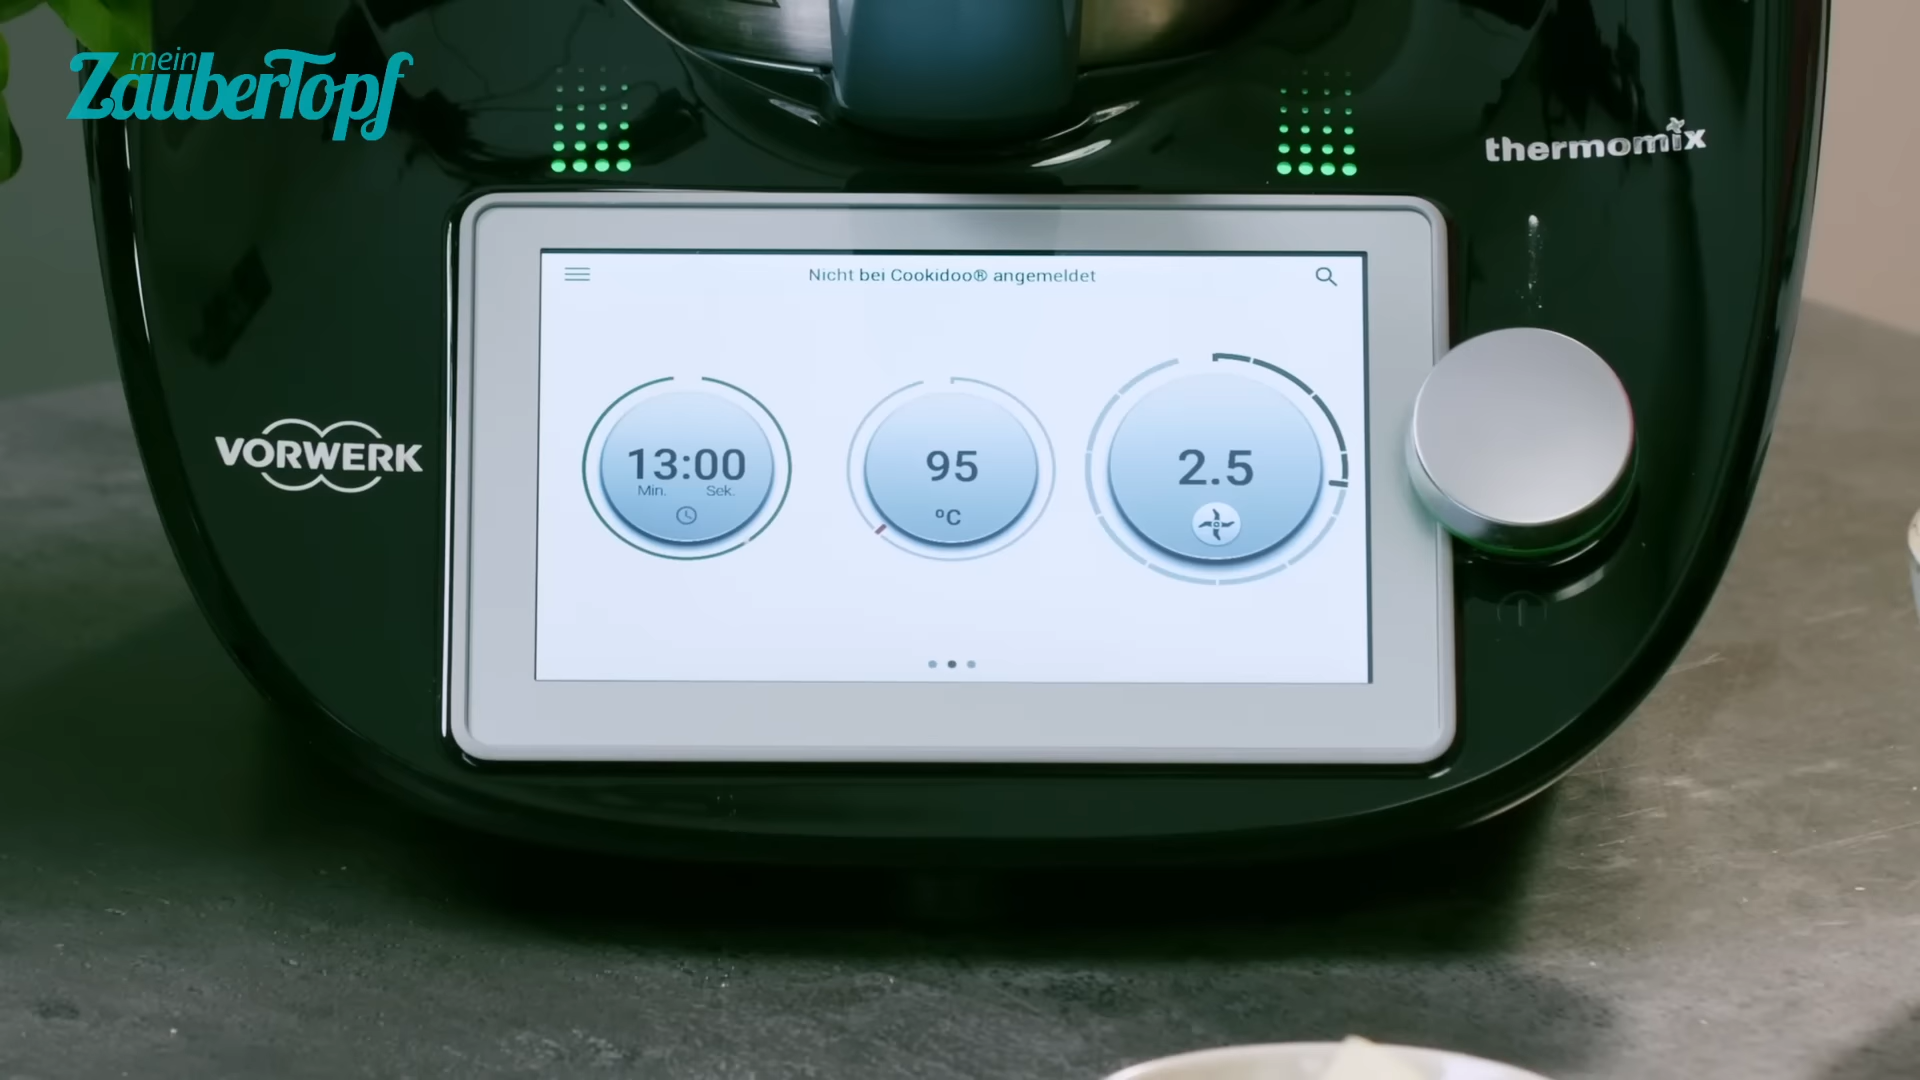 mein
ZauberTopf
thermomix
Nicht bei Cookidoo® angemeldet
VORWERK
13:00
Min. Sek.
95
°C
2.5